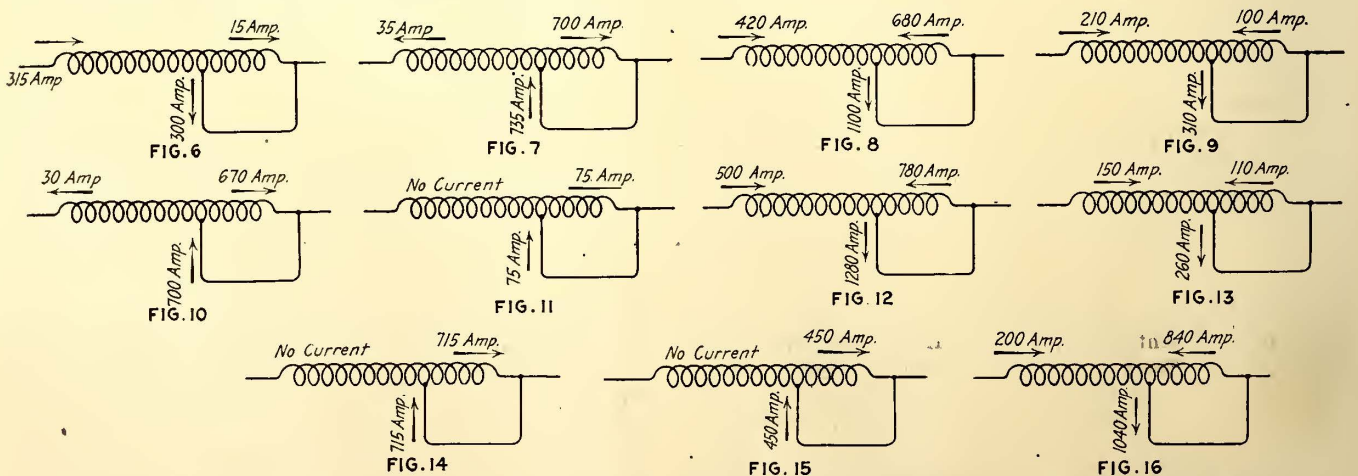 315 Amp
15 Amp.
300 Amp.
FIG. 6
35 Amp
700 Amp.
735 Amp.
FIG. 7
420 Amp.
680 Amp.
1100 Amp.
FIG. 8
210 Amp.
100 Amp.
310 Amp.
FIG. 9
30 Amp
670 Amp.
700 Amp.
FIG. 10
No Current
75 Amp.
75 Amp.
FIG. 11
500 Amp.
780 Amp.
1280 Amp.
FIG. 12
150 Amp.
110 Amp.
260 Amp.
FIG. 13
No Current
715 Amp.
715 Amp.
FIG. 14
No Current
450 Amp.
450 Amp.
FIG. 15
200 Amp.
840 Amp.
1040 Amp.
FIG. 16